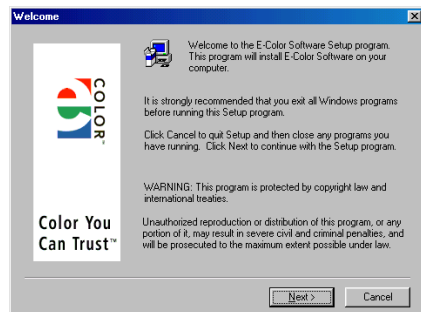 Welcome
COLOR
Color You
Can Trust™
Welcome to the E-Color Software Setup program.
This program will install E-Color Software on your
computer.
It is strongly recommended that you exit all Windows programs
before running this Setup program.
Click Cancel to quit Setup and then close any programs you
have running. Click Next to continue with the Setup program.
WARNING: This program is protected by copyright law and
international treaties.
Unauthorized reproduction or distribution of this program, or any
portion of it, may result in severe civil and criminal penalties, and
will be prosecuted to the maximum extent possible under law.
Next >
Cancel